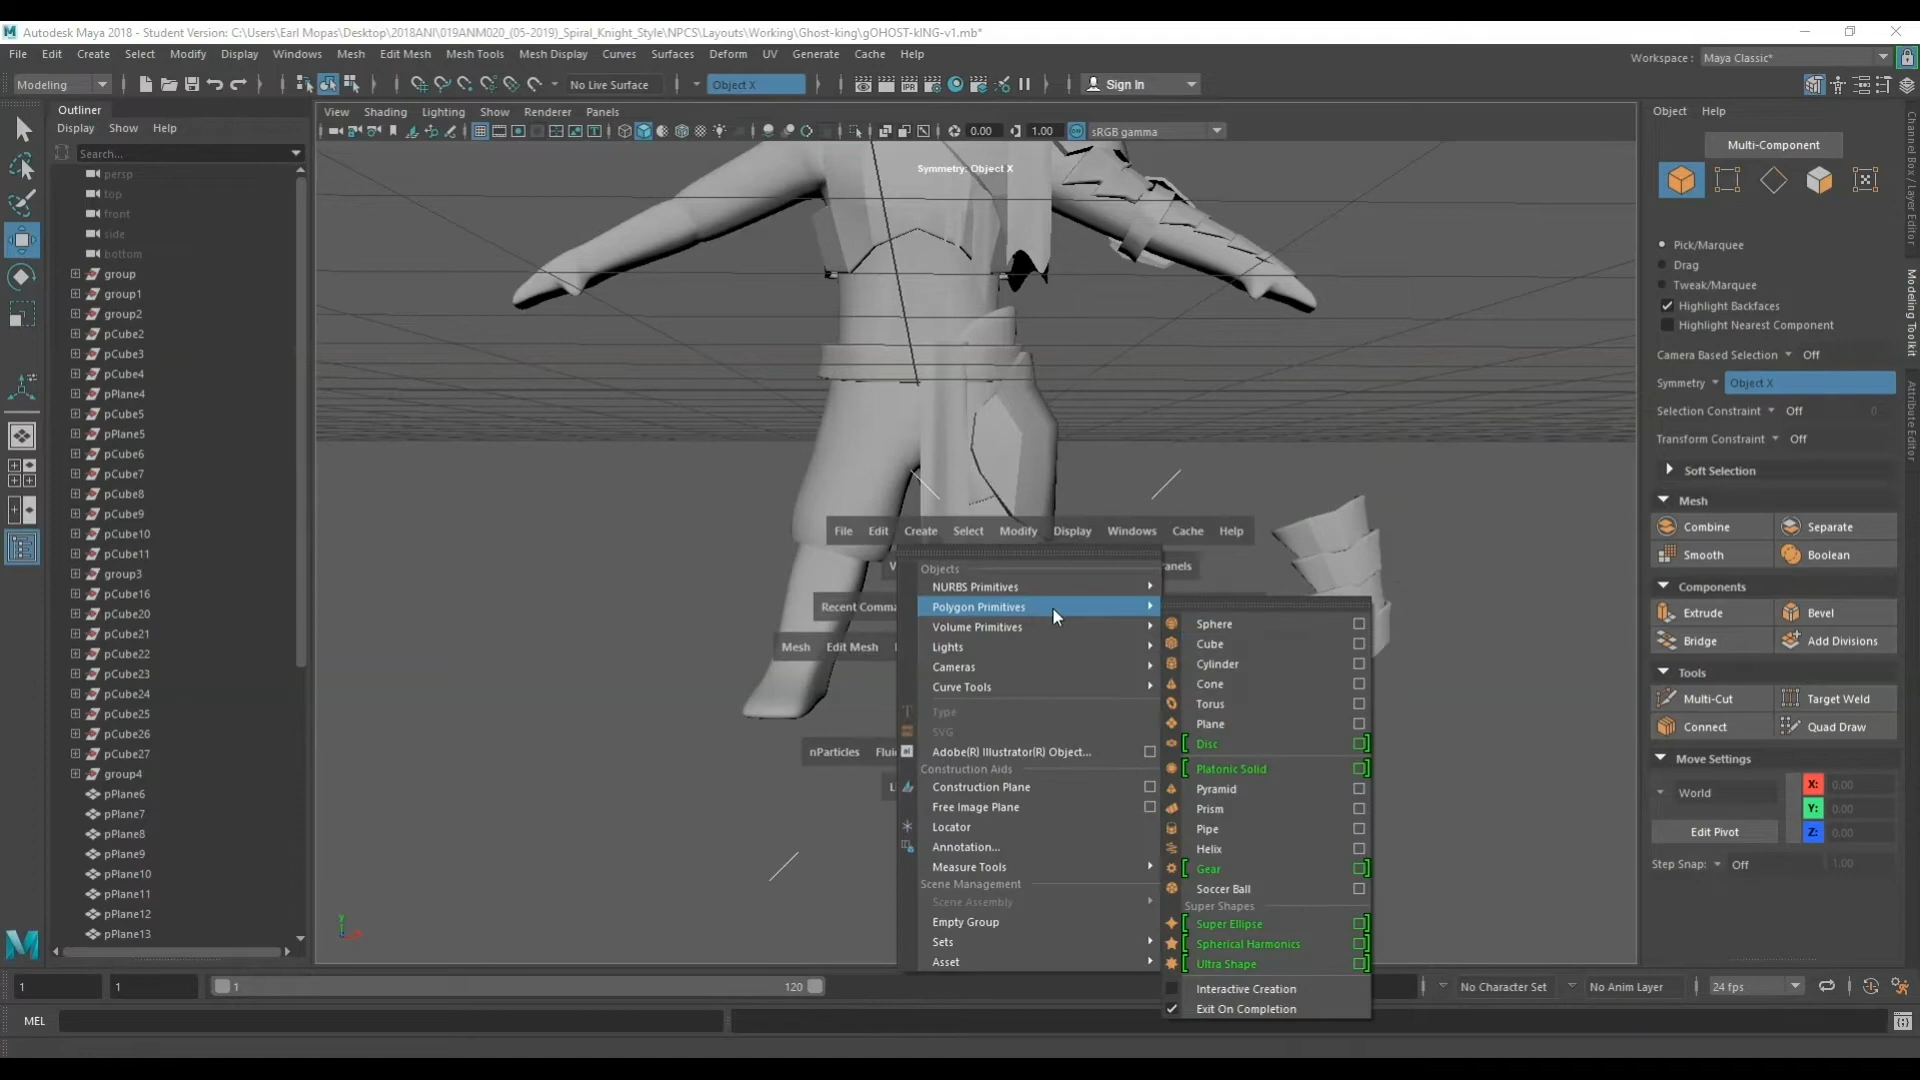 Autodesk Maya 2018 - Student Version: C:\Users\Earl Mopas\Desktop\2018ANI\019ANM020_(05-2019)_Spiral_Knight_Style\NPCS\Layouts\Working\Ghost-king\gOHOST-kING-v1.mb*
File Edit Create Select Modify Display Windows Mesh Edit Mesh Mesh Tools Mesh Display Curves Surfaces Deform UV Generate Arnold Cache Help
Workspace : Maya Classic*
Modeling
No Live Surface
Object X
Sign In
Outliner
Display Show Help
Search...
persp
top
front
side
bottom
group
group1
group2
pCube2
pCube3
pCube4
pPlane4
pCube5
pPlane5
pCube6
pCube7
pCube8
pCube9
pCube10
pCube11
group3
pCube16
pCube20
pCube21
pCube22
pCube23
pCube24
pCube25
pCube26
pCube27
group4
pPlane6
pPlane7
pPlane8
pPlane9
pPlane10
pPlane11
pPlane12
pPlane13
View Shading Lighting Show Renderer Panels
0.00 1.00 sRGB gamma
Symmetry: Object X
File Edit Create Select Modify Display Windows Cache Help
anels
Recent Comma
Mesh Edit Mesh
nParticles Flui
Objects
NURBS Primitives
Polygon Primitives
Volume Primitives
Lights
Cameras
Curve Tools
Type
SVG
Adobe(R) Illustrator(R) Object...
Construction Aids
Construction Plane
Free Image Plane
Locator
Annotation...
Measure Tools
Scene Management
Scene Assembly
Empty Group
Sets
Asset
Sphere
Cube
Cylinder
Cone
Torus
Plane
Disc
Platonic Solid
Pyramid
Prism
Pipe
Helix
Gear
Soccer Ball
Super Shapes
Super Ellipse
Spherical Harmonics
Ultra Shape
Interactive Creation
Exit On Completion
Object Help
Multi-Component
Pick/Marquee
Drag
Tweak/Marquee
Highlight Backfaces
Highlight Nearest Component
Camera Based Selection Off
Symmetry Object X
Selection Constraint Off 0
Transform Constraint Off
Soft Selection
Mesh
Combine Separate
Smooth Boolean
Components
Extrude Bevel
Bridge Add Divisions
Tools
Multi-Cut Target Weld
Connect Quad Draw
Move Settings
World
X: 0.00
Y: 0.00
Edit Pivot
Z: 0.00
Step Snap: Off 1.00
Channel Box / Layer Editor
Modeling Toolkit
Attribute Editor
1 1 1 120
No Character Set No Anim Layer 24 fps
MEL